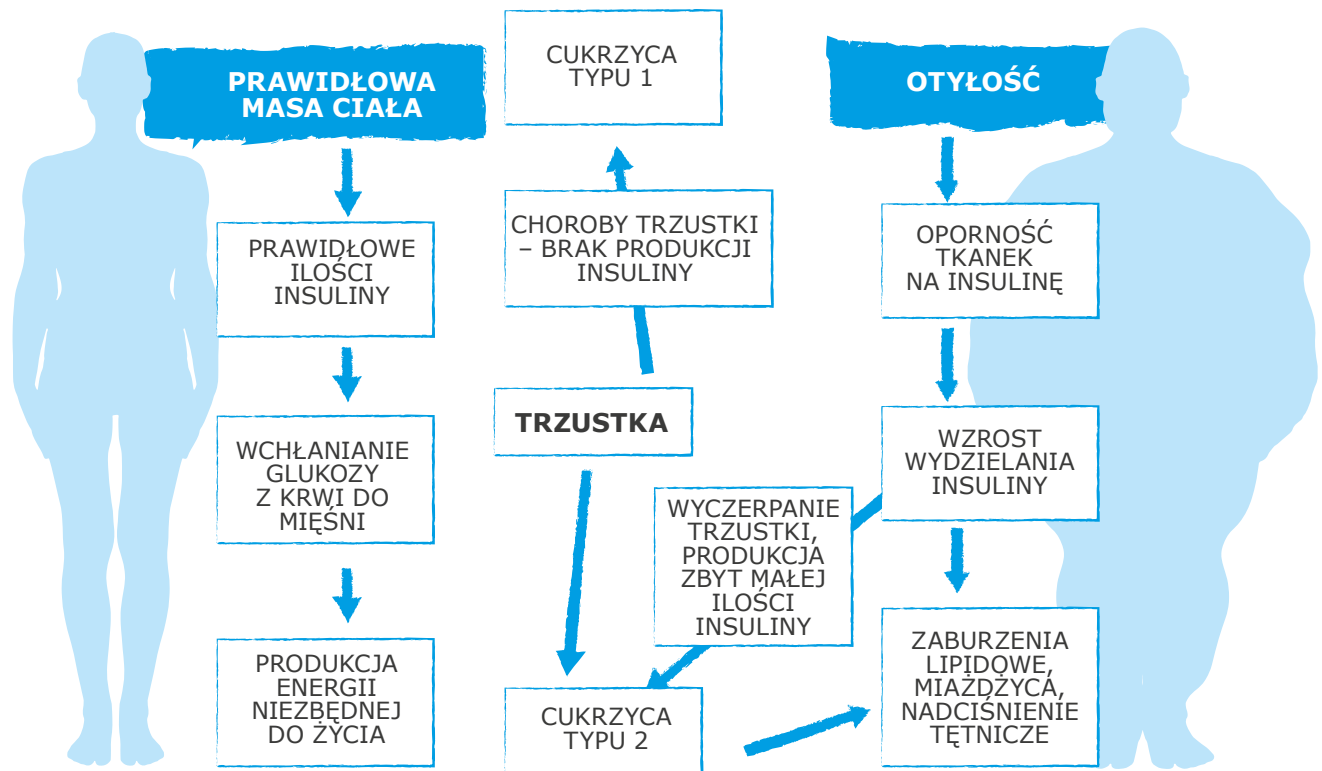 PRAWIDŁOWA
MASA CIAŁA
PRAWIDŁOWE
ILOŚCI
INSULINY
WCHŁANIANIE
GLUKOZY
Z KRWI DO
MIĘŚNI
PRODUKCJA
ENERGII
NIEZBĘDNEJ
DO ŻYCIA
CUKRZYCA
TYPU 1
CHOROBY TRZUSTKI
– BRAK PRODUKCJI
INSULINY
TRZUSTKA
WYCZERPANIE
TRZUSTKI,
PRODUKCJA
ZBYT MAŁEJ
ILOŚCI
INSULINY
CUKRZYCA
TYPU 2
OTYŁOŚĆ
OPORNOŚĆ
TKANEK
NA INSULINĘ
WZROST
WYDZIELANIA
INSULINY
ZABURZENIA
LIPIDOWE,
MIAŻDŻYCA,
NADCIŚNIENIE
TĘTNICZE